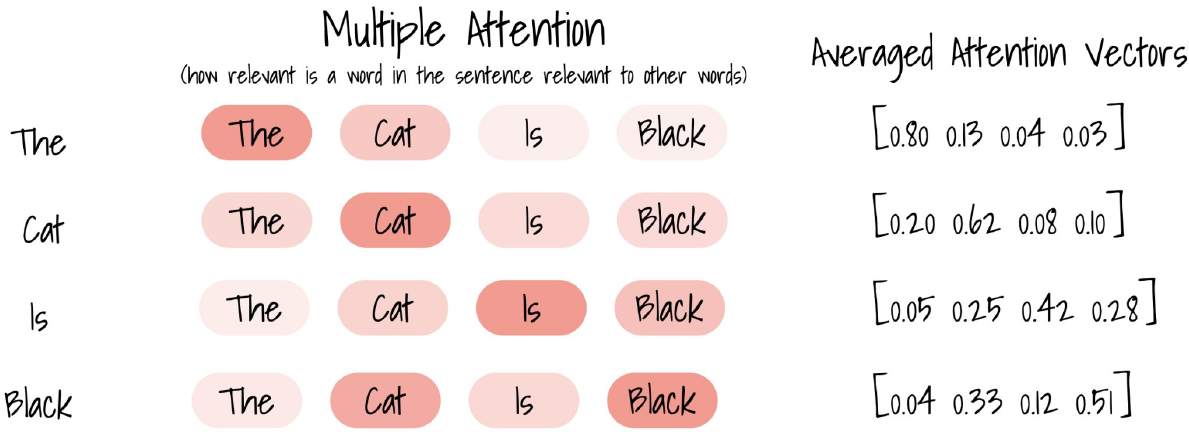 Multiple Attention
Averaged Attention Vectors
(how relevant is a word in the sentence relevant to other words)
The The Cat Is Black [0.80 0.13 0.04 0.03]
Cat The Cat Is Black [0.20 0.62 0.08 0.10]
Is The Cat Is Black [0.05 0.25 0.42 0.28]
Black The Cat Is Black [0.04 0.33 0.12 0.51]